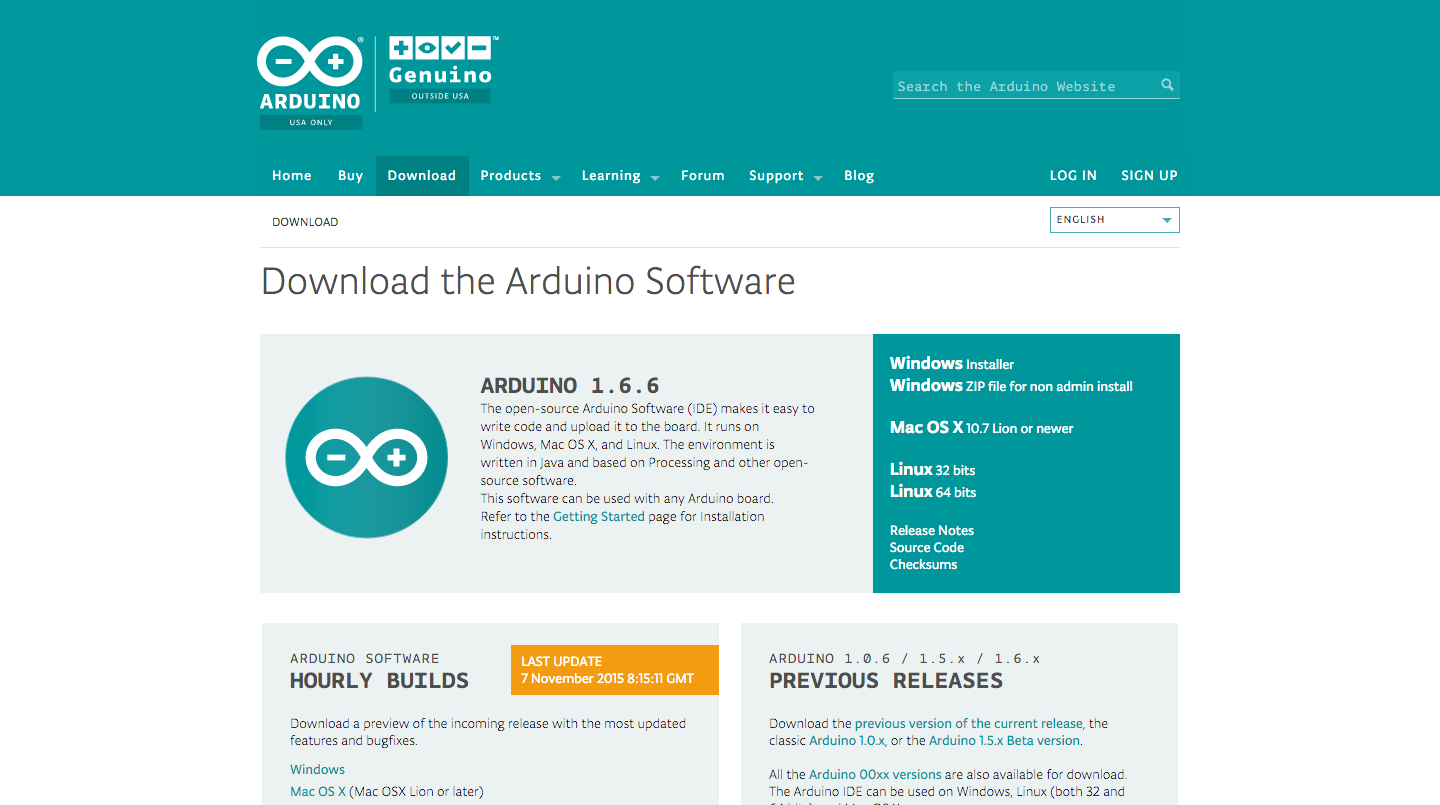 ®
ARDUINO
USA ONLY
™
Genuino
OUTSIDE USA
Search the Arduino Website
Home
Buy
Download
Products
Learning
Forum
Support
Blog
LOG IN
SIGN UP
DOWNLOAD
ENGLISH
Download the Arduino Software
ARDUINO 1.6.6
The open-source Arduino Software (IDE) makes it easy to
write code and upload it to the board. It runs on
Windows, Mac OS X, and Linux. The environment is
written in Java and based on Processing and other open-
source software.
This software can be used with any Arduino board.
Refer to the Getting Started page for Installation
instructions.
Windows Installer
Windows ZIP file for non admin install
Mac OS X 10.7 Lion or newer
Linux 32 bits
Linux 64 bits
Release Notes
Source Code
Checksums
ARDUINO SOFTWARE
HOURLY BUILDS
LAST UPDATE
7 November 2015 8:15:11 GMT
Download a preview of the incoming release with the most updated
features and bugfixes.
Windows
Mac OS X (Mac OSX Lion or later)
ARDUINO 1.0.6 / 1.5.x / 1.6.x
PREVIOUS RELEASES
Download the previous version of the current release, the
classic Arduino 1.0.x, or the Arduino 1.5.x Beta version.
All the Arduino 00xx versions are also available for download.
The Arduino IDE can be used on Windows, Linux (both 32 and